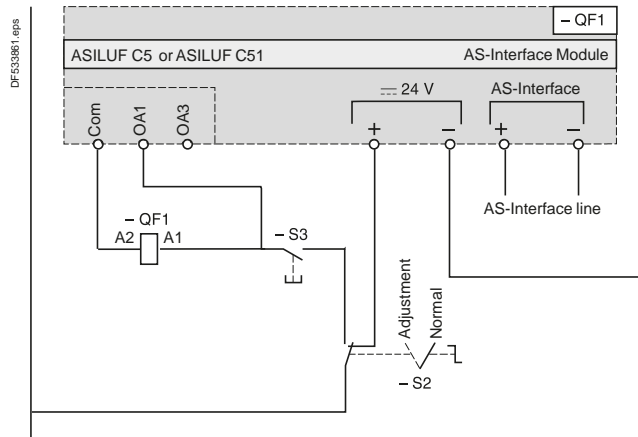 – QF1
ASILUF C5 or ASILUF C51 AS-Interface Module
24 V AS-Interface
Com OA1 OA3
+ – + –
AS-Interface line
– QF1
A2 A1
– S3
Adjustment Normal
– S2
DF533861.eps